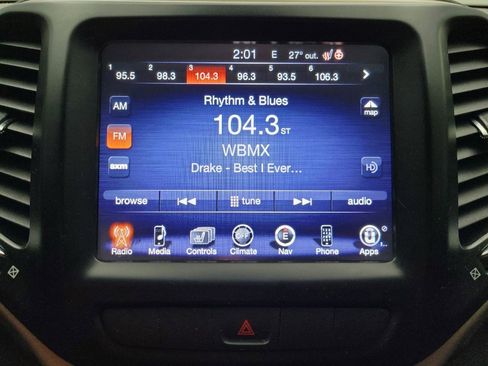 2:01 E 27° out.
1 2 3 4 5 6
95.5 98.3 104.3 96.3 93.5 106.3
AM
Rhythm & Blues
map
FM
104.3 ST
WBMX
axm
Drake - Best I Ever...
HD
browse tune audio
OFF E
Radio Media Controls Climate Nav Phone Apps